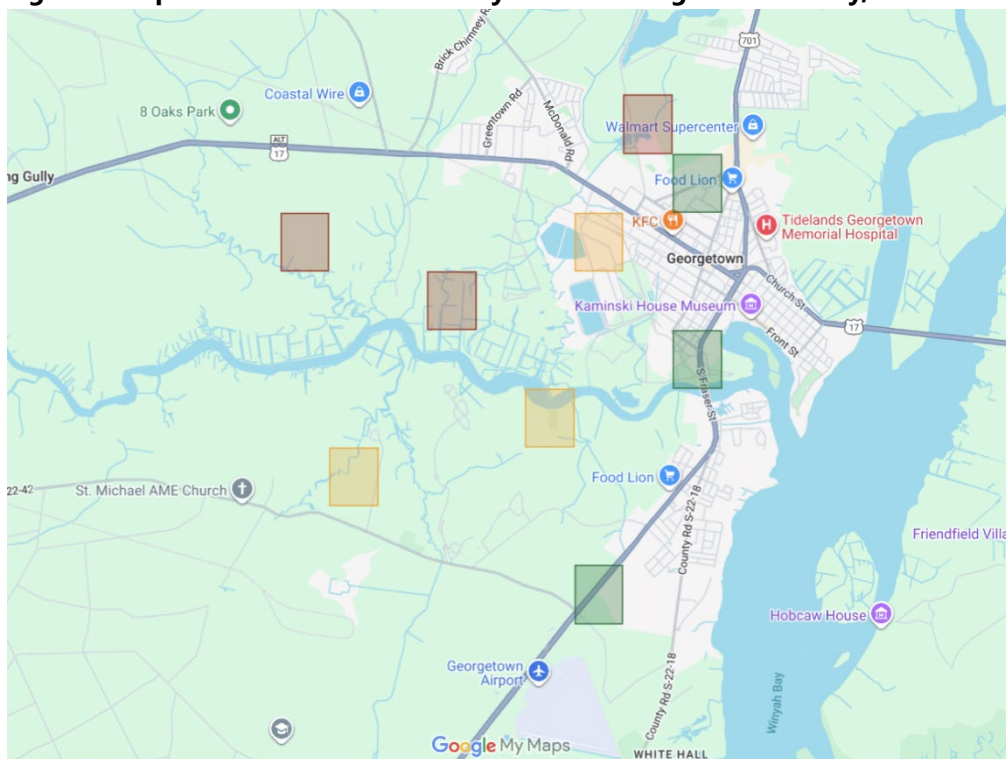 701
Brick Chimney R
Coastal Wire
8 Oaks Park
Greentown Rd
McDonald Rd
Walmart Supercenter
ALT
17
ng Gully
Food Lion
KFC
Tidelands Georgetown
Memorial Hospital
Georgetown
Church St
Kaminski House Museum
17
Front St
S Fraser St
Food Lion
22-42
St. Michael AME Church
County Rd S-22-18
Friendfield Villa
Hobcaw House
Georgetown
Airport
County Rd S-22-18
Winyah Bay
Google My Maps
WHITE HALL